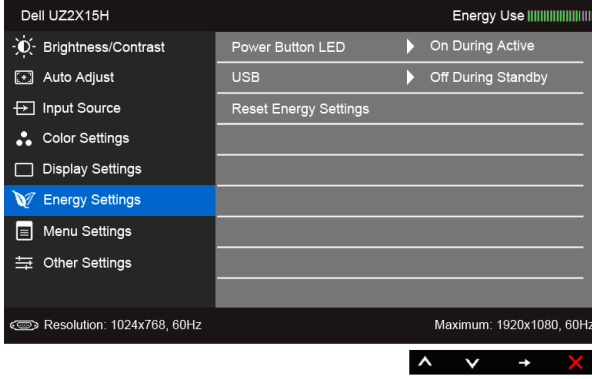 Dell UZ2X15H Energy Use
Brightness/Contrast Power Button LED On During Active
Auto Adjust USB Off During Standby
Input Source Reset Energy Settings
Color Settings
Display Settings
Energy Settings
Menu Settings
Other Settings
Resolution: 1024x768, 60Hz Maximum: 1920x1080, 60Hz